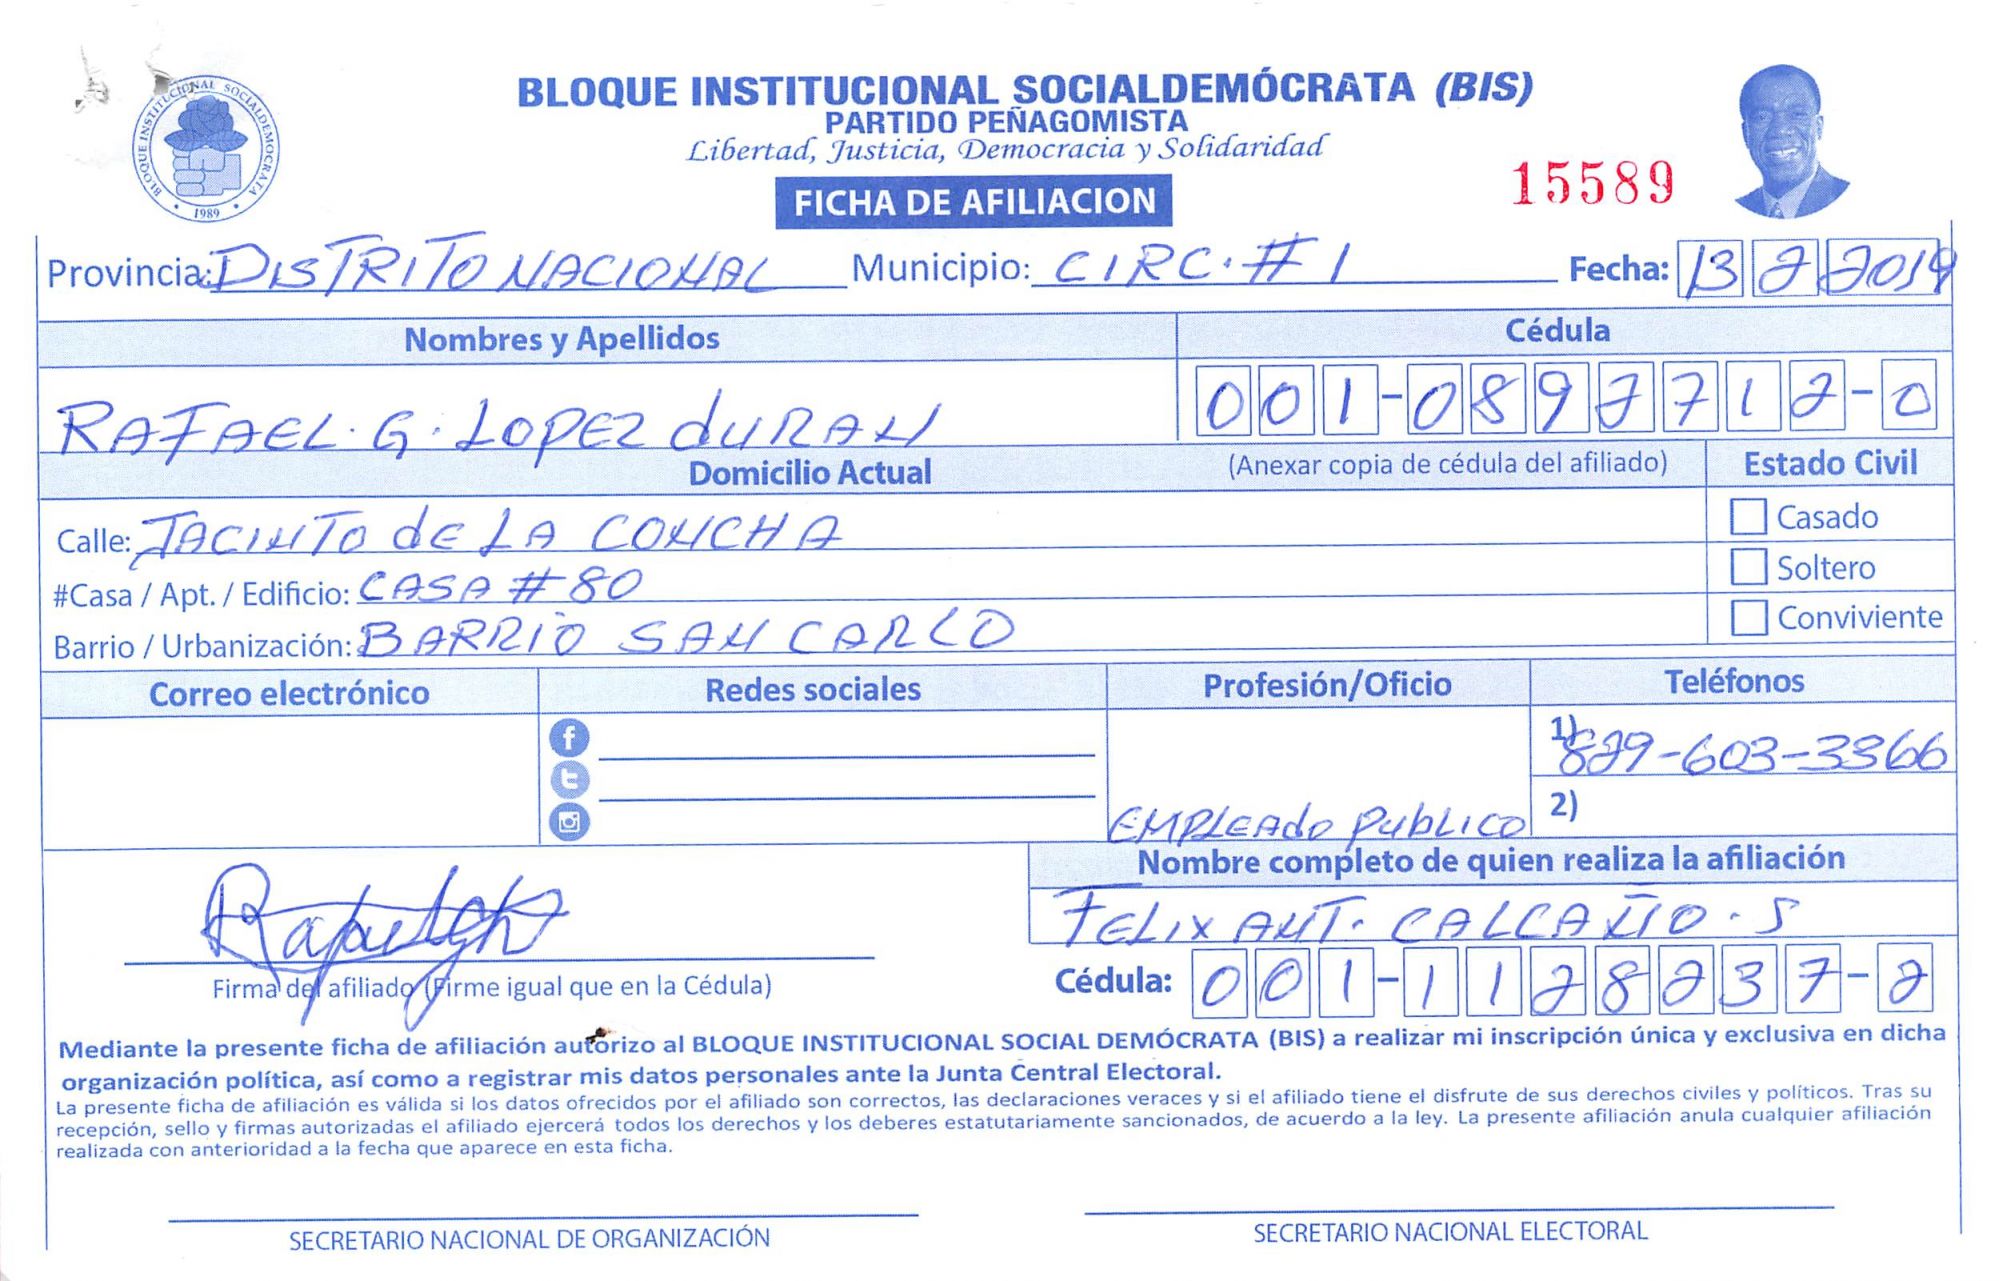 BLOQUE INSTITUCIONAL SOCIALDEMÓCRATA (BIS)
PARTIDO PEÑAGOMISTA
Libertad, Justicia, Democracia y Solidaridad
BLOQUE INSTITUCIONAL SOCIALDEMOCRATA
1989
15589
FICHA DE AFILIACION
Provincia: DISTRITO NACIONAL Municipio: CIRC. # 1 Fecha: 13 2 2019
Nombres y Apellidos Cédula
RAFAEL. G. LOPEZ dURAN 001-0897712-0
Domicilio Actual (Anexar copia de cédula del afiliado) Estado Civil
Calle: JACINTO dE LA CONCHA Casado
#Casa / Apt. / Edificio: CASA # 80 Soltero
Barrio / Urbanización: BARRIO SAN CARLO Conviviente
Correo electrónico Redes sociales Profesión/Oficio Teléfonos
1) 829-603-3366
EMPLEAdo PubLICO 2)
Nombre completo de quien realiza la afiliación
FELIX ANT. CALCAÑO. S
Firma del afiliado (Firme igual que en la Cédula) Cédula: 001-1128237-2
Mediante la presente ficha de afiliación autorizo al BLOQUE INSTITUCIONAL SOCIAL DEMÓCRATA (BIS) a realizar mi inscripción única y exclusiva en dicha
organización política, así como a registrar mis datos personales ante la Junta Central Electoral.
La presente ficha de afiliación es válida si los datos ofrecidos por el afiliado son correctos, las declaraciones veraces y si el afiliado tiene el disfrute de sus derechos civiles y políticos. Tras su
recepción, sello y firmas autorizadas el afiliado ejercerá todos los derechos y los deberes estatutariamente sancionados, de acuerdo a la ley. La presente afiliación anula cualquier afiliación
realizada con anterioridad a la fecha que aparece en esta ficha.
SECRETARIO NACIONAL DE ORGANIZACIÓN SECRETARIO NACIONAL ELECTORAL